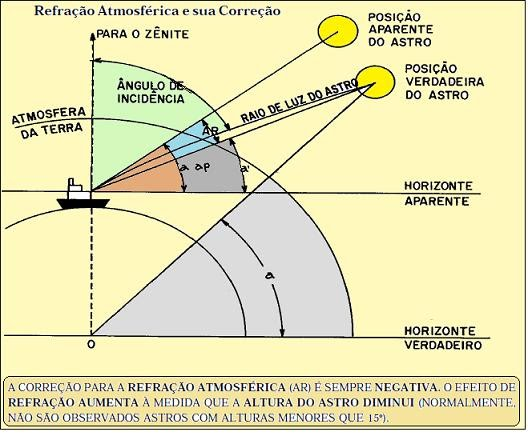 Refração Atmosférica e sua Correção
POSIÇÃO
APARENTE
DO ASTRO
PARA O ZÊNITE
POSIÇÃO
VERDADEIRA
DO ASTRO
ÂNGULO DE
INCIDÊNCIA
RAIO DE LUZ DO ASTRO
ATMOSFERA
DA TERRA
AR
a ap a'
HORIZONTE
APARENTE
a
O
HORIZONTE
VERDADEIRO
A CORREÇÃO PARA A REFRAÇÃO ATMOSFÉRICA (AR) É SEMPRE NEGATIVA. O EFEITO DE
REFRAÇÃO AUMENTA À MEDIDA QUE A ALTURA DO ASTRO DIMINUI (NORMALMENTE,
NÃO SÃO OBSERVADOS ASTROS COM ALTURAS MENORES QUE 15º).